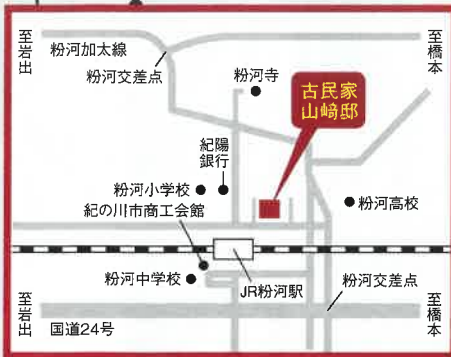 至岩出
粉河加太線
至橋本
粉河交差点
粉河寺
古民家
山﨑邸
紀陽
銀行
粉河小学校
紀の川市商工会館
粉河高校
粉河中学校
JR粉河駅
粉河交差点
至岩出
国道24号
至橋本